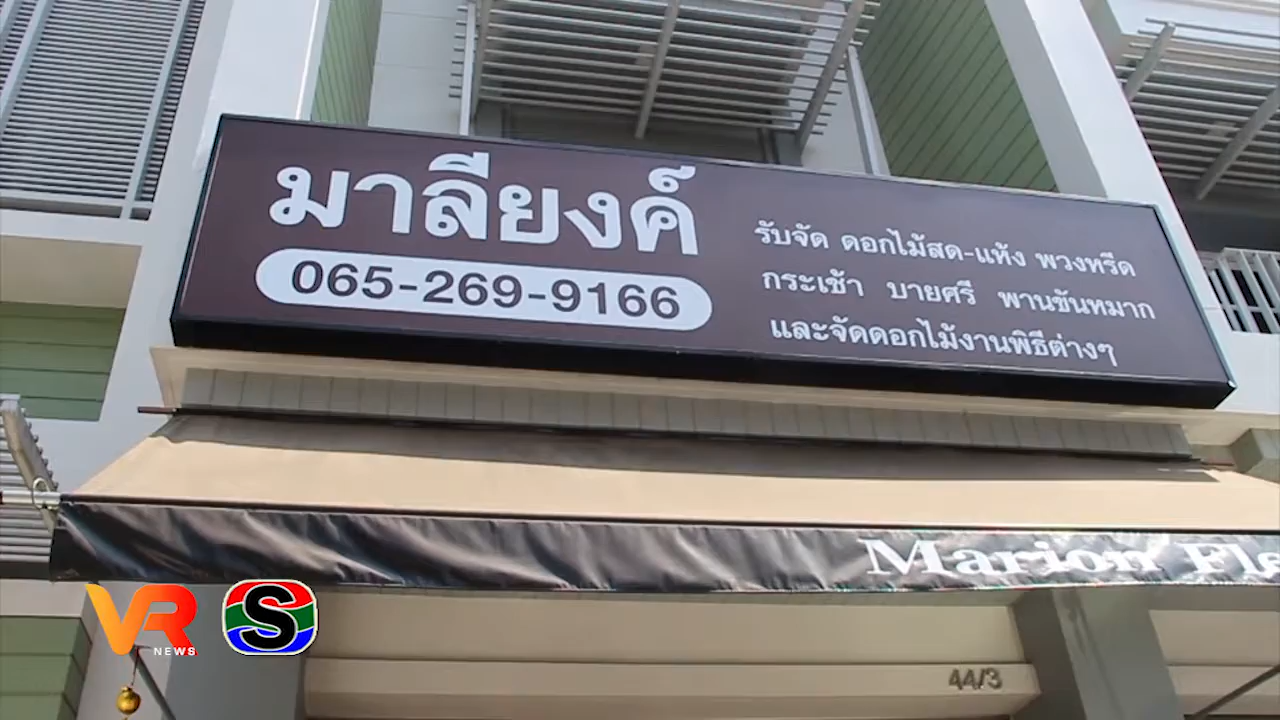 มาลียงค์
065-269-9166
รับจัด ดอกไม้สด-แห้ง พวงหรีด
กระเช้า บายศรี พานขันหมาก
และจัดดอกไม้งานพิธีต่างๆ
Marion Fl
VR
NEWS
S
44/3